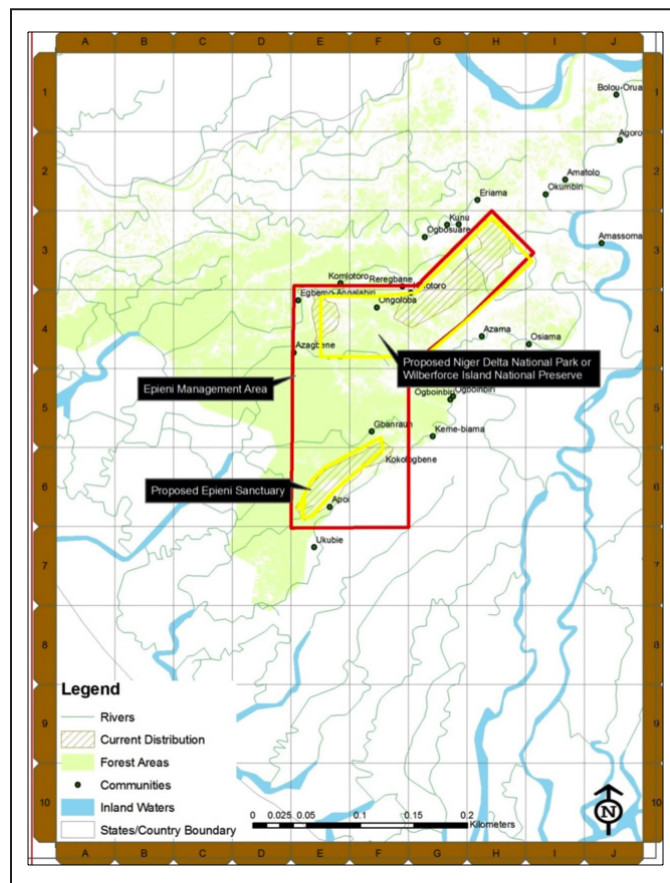 A B C D E F G H I J
1
Bolou-Orua
Agoro
2
Amatolo
Okumbiri
Eriama
Kunu
Ogbosuare
3
Amassoma
Komlotoro
Reregbane
Ongoloba
Azagbene
4
Azama
Osiama
Proposed Niger Delta National Park or
Wilberforce Island National Preserve
Epieni Management Area
5
Ogboinbiri
Ogboinbiri
Gbanraun
Keme-biama
Kokologbene
6
Proposed Epieni Sanctuary
Apoi
Ukubie
7
8
Legend
9
Rivers
Current Distribution
Forest Areas
Communities
10
Inland Waters
States/Country Boundary
N
0 0.025 0.05 0.1 0.15 0.2
Kilometers
A B C D E F G H I J